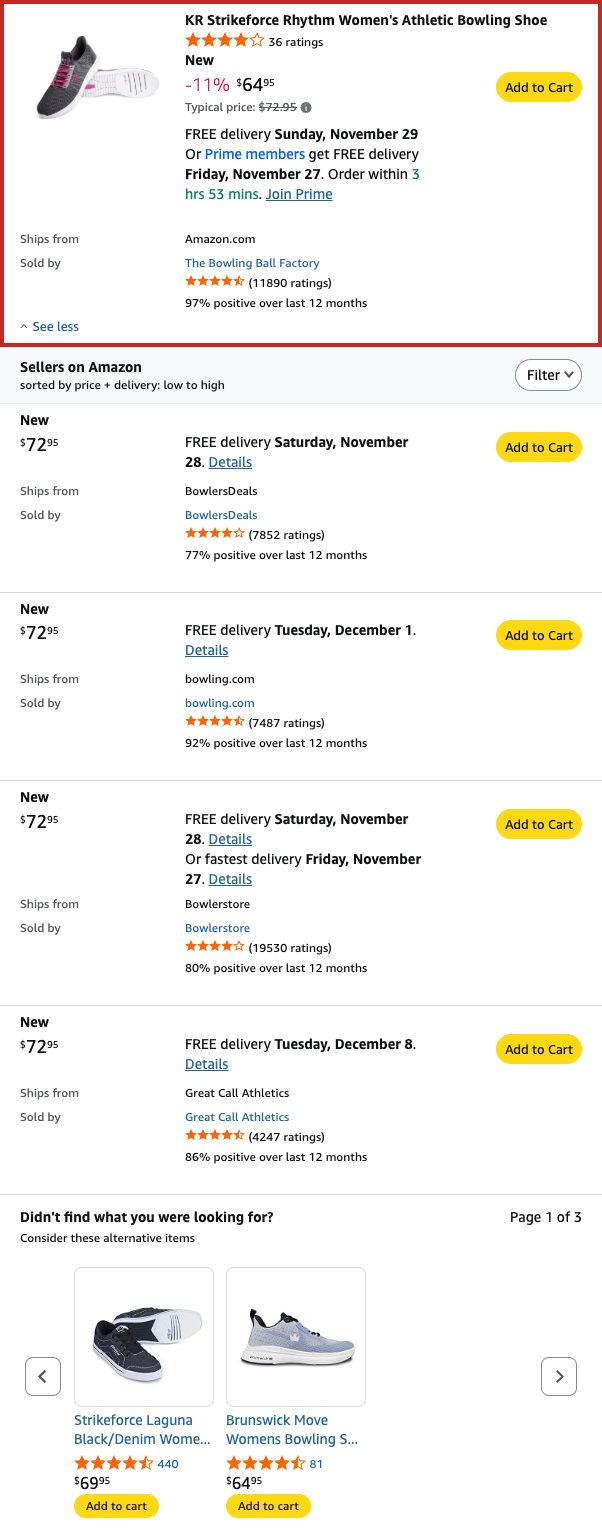 KR Strikeforce Rhythm Women's Athletic Bowling Shoe
36 ratings
New
-11% $64.95
Typical price: $72.95
FREE delivery Sunday, November 29
Or Prime members get FREE delivery
Friday, November 27. Order within 3
hrs 53 mins. Join Prime
Add to Cart
Ships from Amazon.com
Sold by The Bowling Ball Factory
(11890 ratings)
97% positive over last 12 months
See less
Sellers on Amazon
sorted by price + delivery: low to high
Filter
New
$72.95
FREE delivery Saturday, November
28. Details
Add to Cart
Ships from BowlersDeals
Sold by BowlersDeals
(7852 ratings)
77% positive over last 12 months
New
$72.95
FREE delivery Tuesday, December 1.
Details
Add to Cart
Ships from bowling.com
Sold by bowling.com
(7487 ratings)
92% positive over last 12 months
New
$72.95
FREE delivery Saturday, November
28. Details
Or fastest delivery Friday, November
27. Details
Add to Cart
Ships from Bowlerstore
Sold by Bowlerstore
(19530 ratings)
80% positive over last 12 months
New
$72.95
FREE delivery Tuesday, December 8.
Details
Add to Cart
Ships from Great Call Athletics
Sold by Great Call Athletics
(4247 ratings)
86% positive over last 12 months
Didn't find what you were looking for?
Page 1 of 3
Consider these alternative items
Strikeforce Laguna
Black/Denim Wome...
440
$69.95
Add to cart
Brunswick Move
Womens Bowling S...
81
$64.95
Add to cart